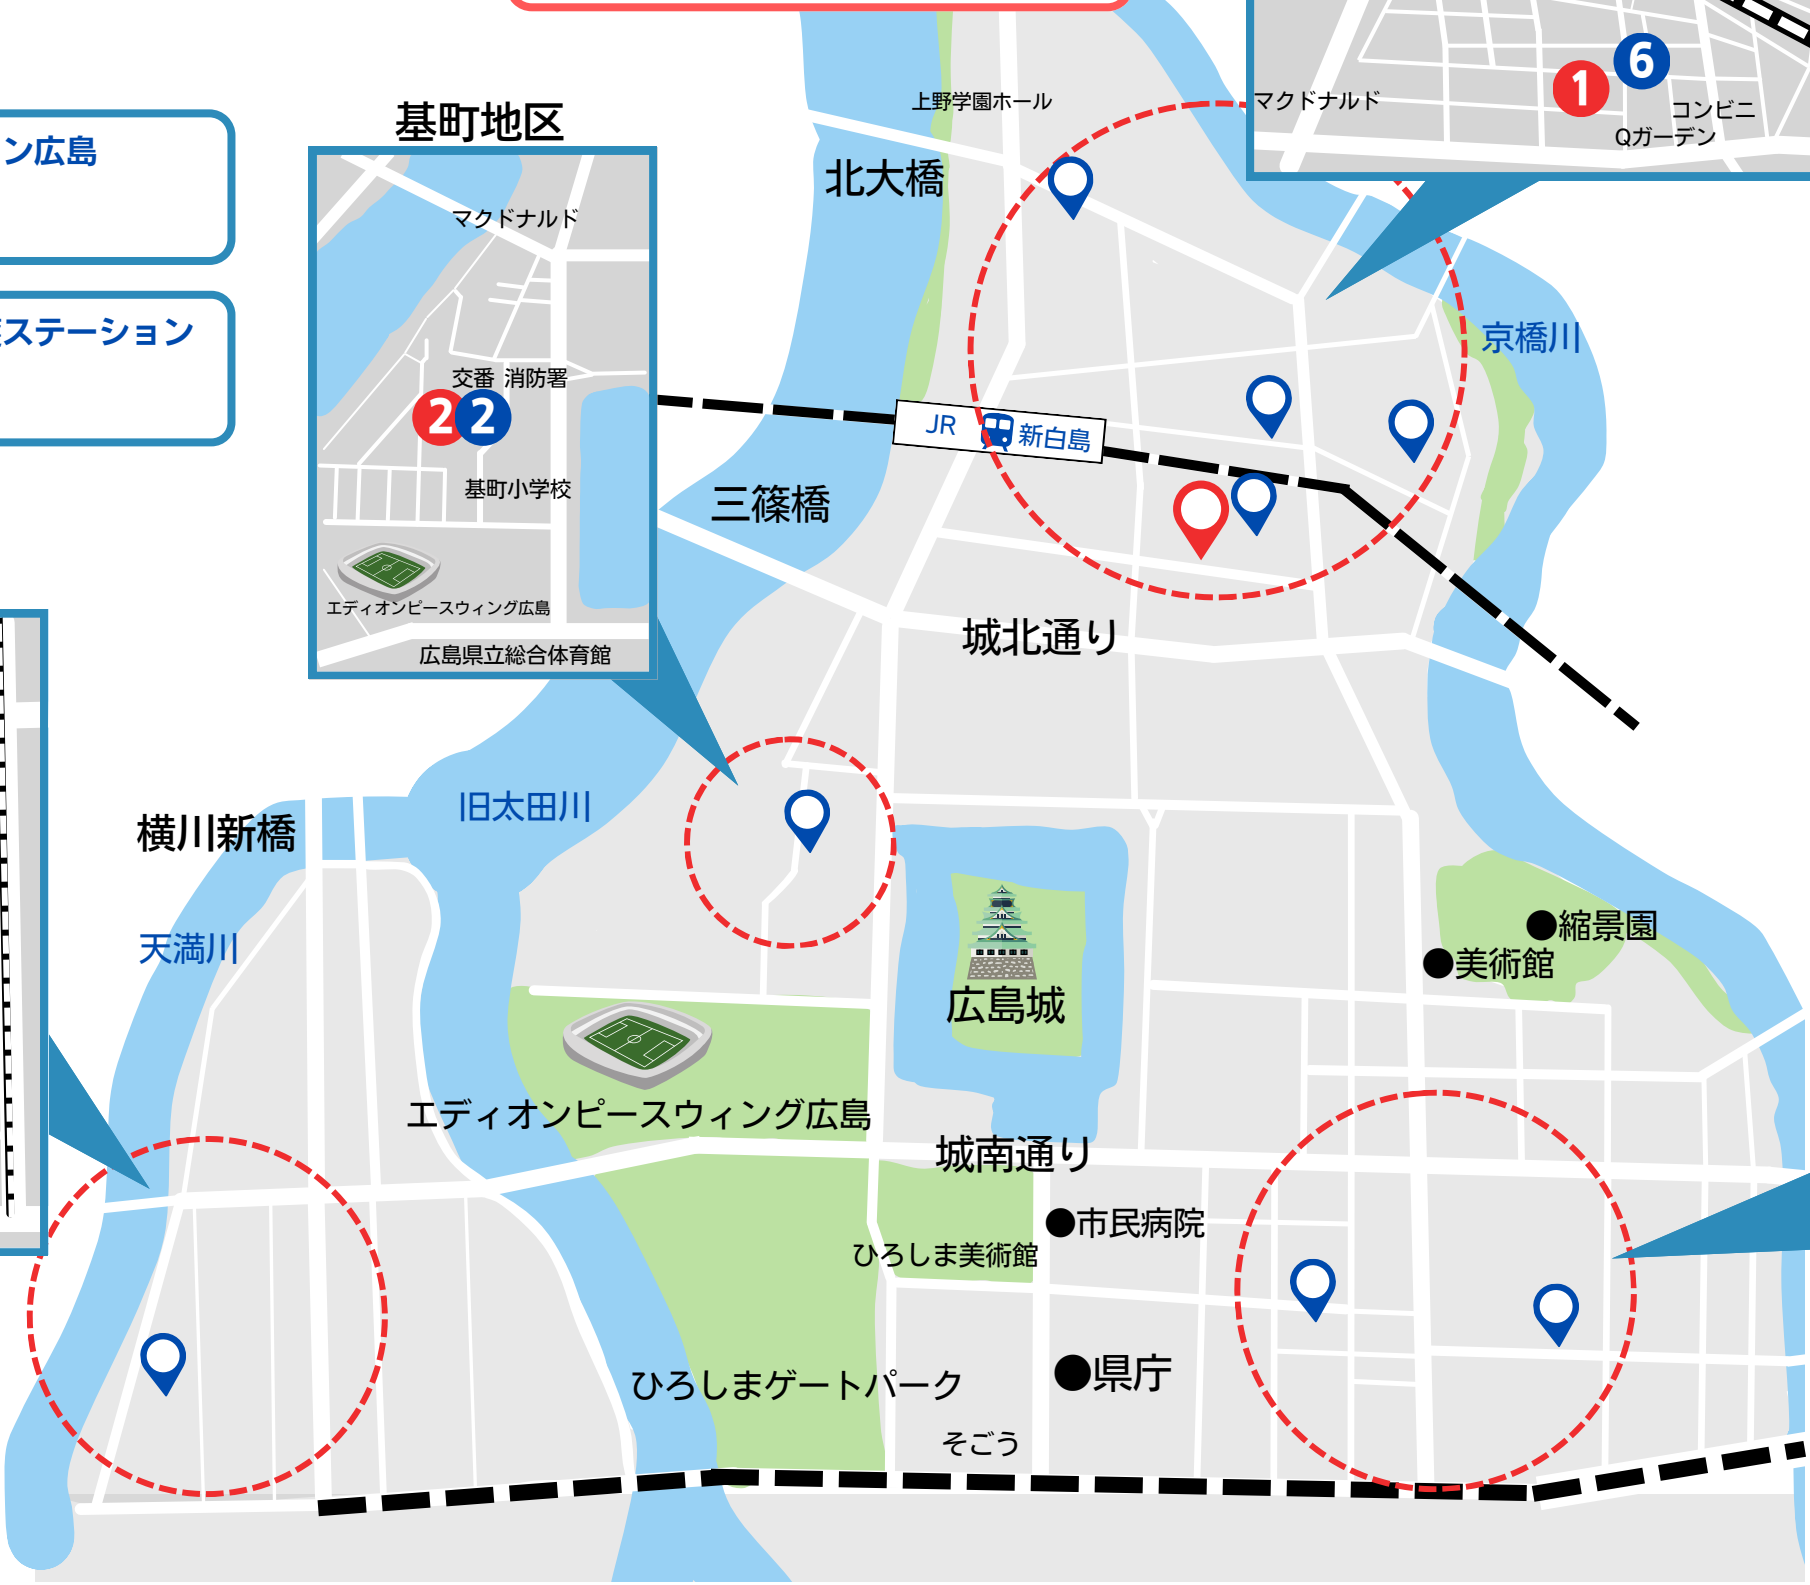 基町地区
ン広島
ステーション
マクドナルド
交番 消防署
2 2
基町小学校
エディオンピースウィング広島
広島県立総合体育館
上野学園ホール
北大橋
マクドナルド
1 6
コンビニ
Qガーデン
京橋川
JR 新白島
三篠橋
城北通り
旧太田川
横川新橋
天満川
広島城
縮景園
美術館
エディオンピースウィング広島
城南通り
市民病院
ひろしま美術館
県庁
ひろしまゲートパーク
そごう